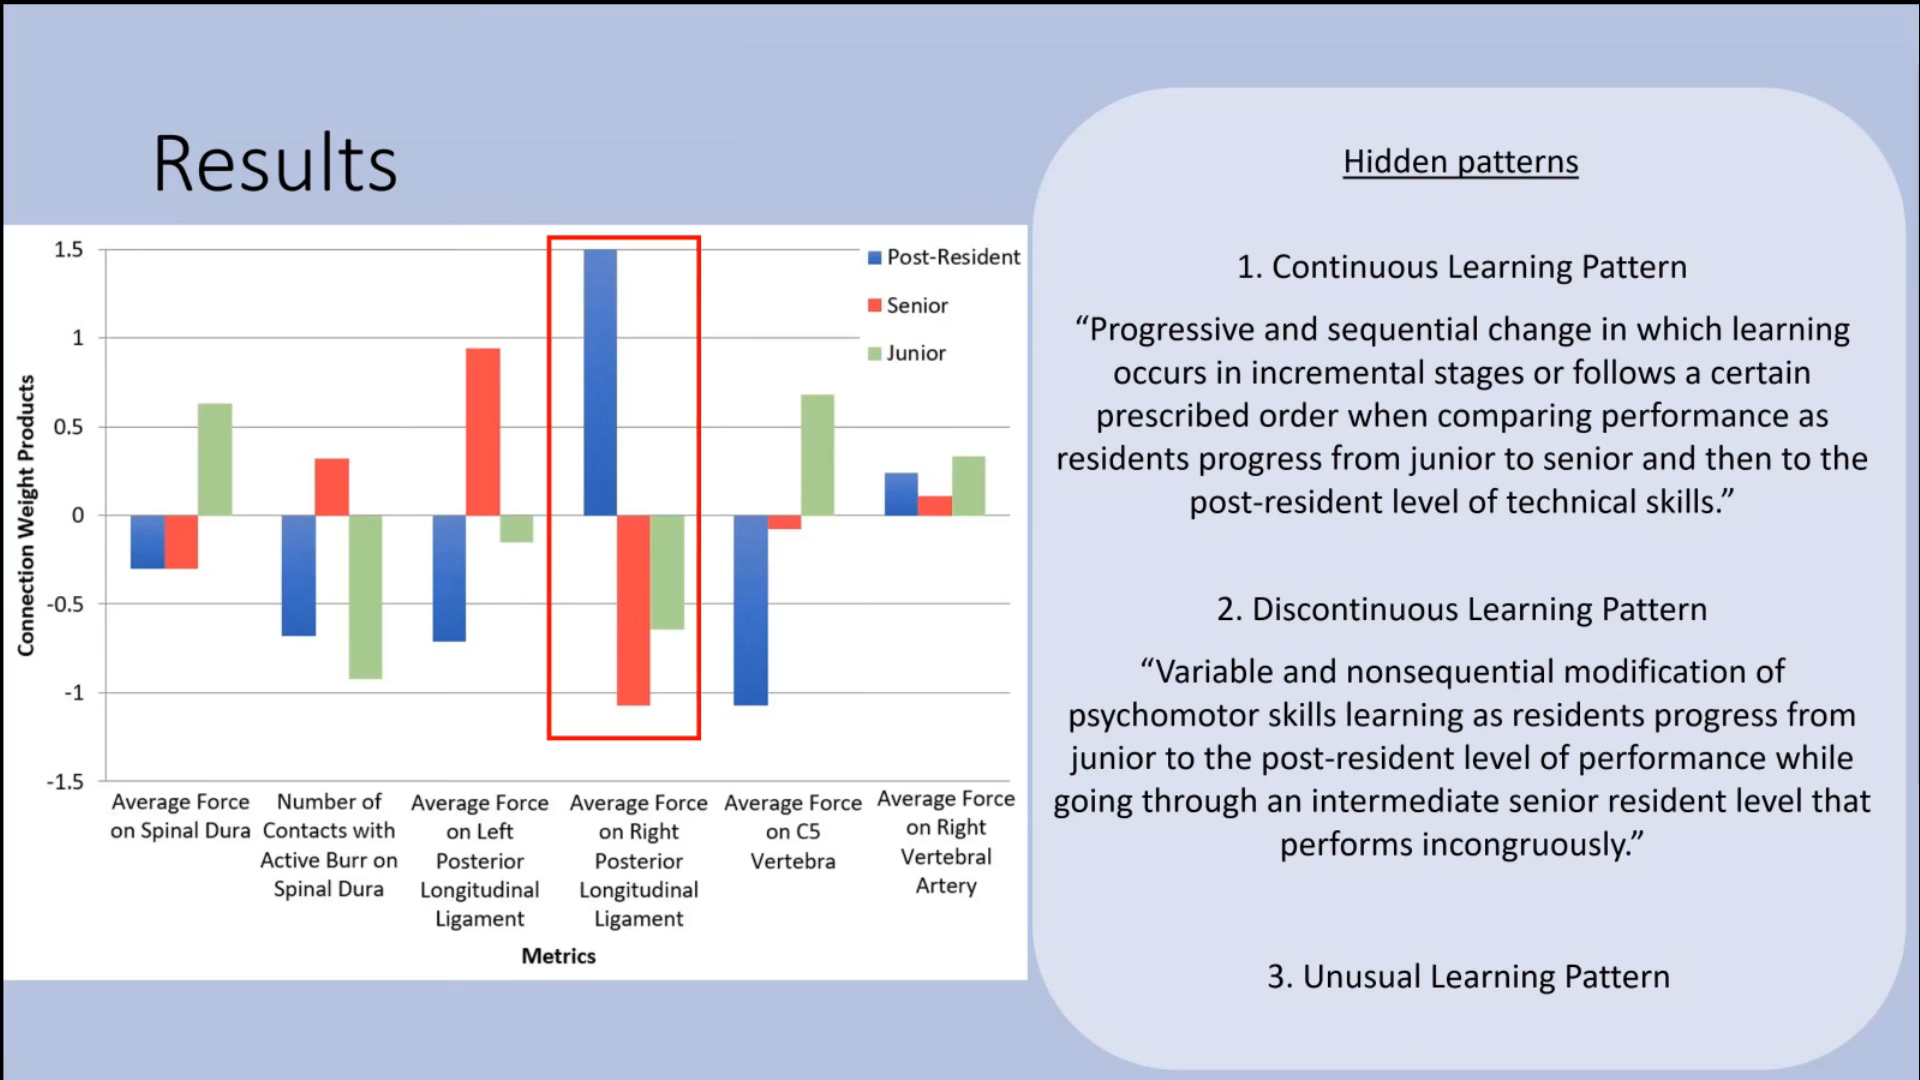 Results
1.5
1
0.5
0
-0.5
-1
-1.5
Connection Weight Products
Post-Resident
Senior
Junior
Average Force
on Spinal Dura
Number of
Contacts with
Active Burr on
Spinal Dura
Average Force
on Left
Posterior
Longitudinal
Ligament
Average Force
on Right
Posterior
Longitudinal
Ligament
Average Force
on C5
Vertebra
Average Force
on Right
Vertebral
Artery
Metrics
Hidden patterns
1. Continuous Learning Pattern
“Progressive and sequential change in which learning
occurs in incremental stages or follows a certain
prescribed order when comparing performance as
residents progress from junior to senior and then to the
post-resident level of technical skills.”
2. Discontinuous Learning Pattern
“Variable and nonsequential modification of
psychomotor skills learning as residents progress from
junior to the post-resident level of performance while
going through an intermediate senior resident level that
performs incongruously.”
3. Unusual Learning Pattern